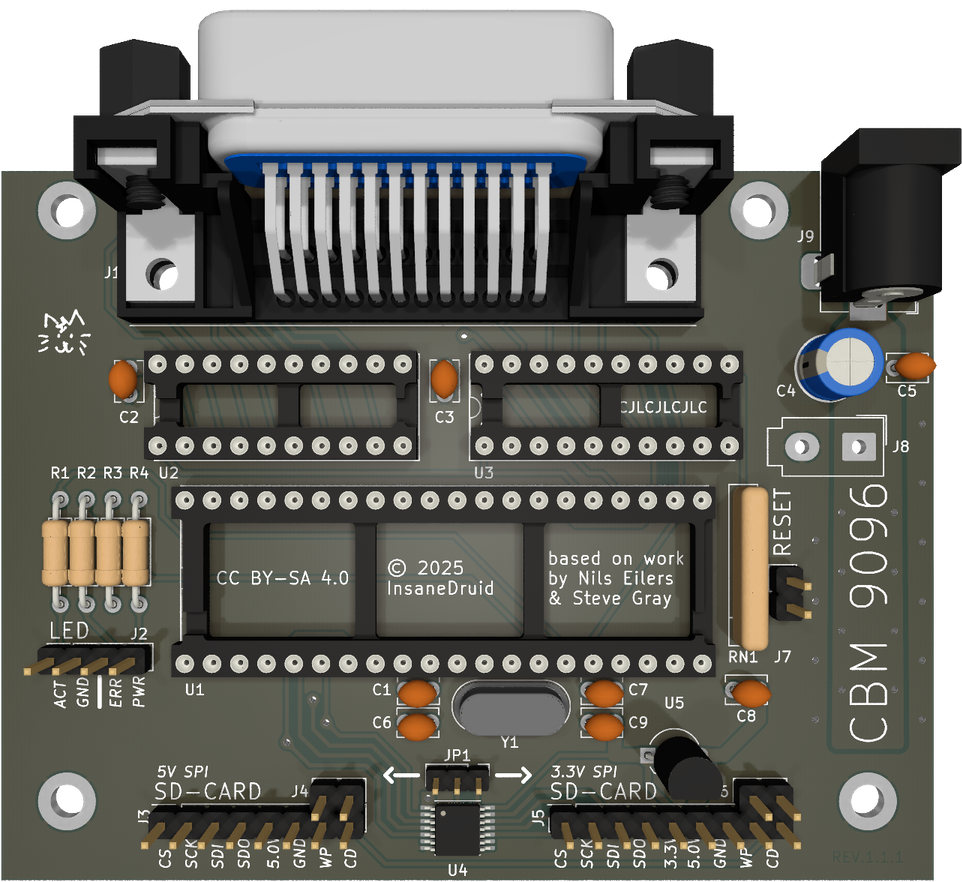 J9
J1
C4
C5
C2
C3
CJLCJLCJLC
U2
U3
J8
R1 R2 R3 R4
RESET
CBM 9096
CC BY-SA 4.0
© 2025
InsaneDruid
based on work
by Nils Eilers
& Steve Gray
LED
J2
ACT
GND
ERR
PWR
RN1
J7
U1
C1
C7
C6
C9
C8
U5
Y1
JP1
5V SPI
SD-CARD
J4
J3
CS
SCK
SDI
SDO
5.0V
GND
WP
CD
U4
3.3V SPI
SD-CARD
J5
CS
SCK
SDI
SDO
3.3V
5.0V
GND
WP
CD
REV.1.1.1